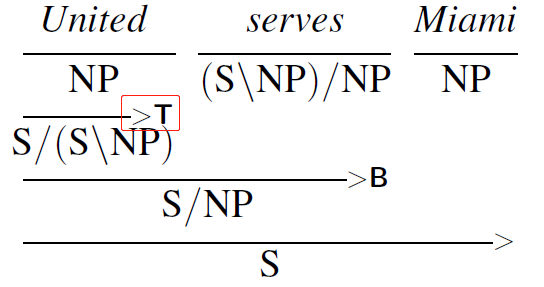 United serves Miami
NP (S\NP)/NP NP
>T
S/(S\NP)
>B
S/NP
>
S